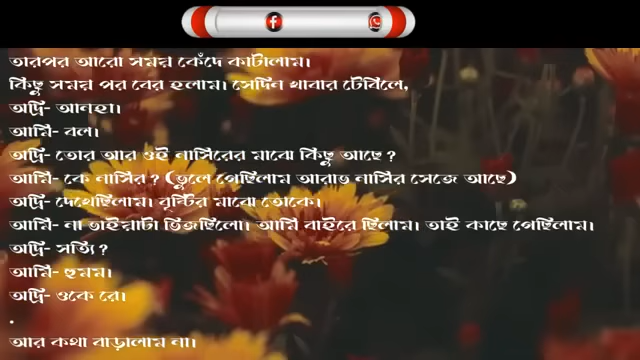 তারপর আরো সময় কেঁদে কাটালাম।
কিছু সময় পর বের হলাম। সেদিন খাবার টেবিলে,
অদ্রি- আনহা।
আমি- বল।
অদ্রি- তোর আর ওই নাসিরের মাঝে কিছু আছে ?
আমি- কে নাসির ? (ভুলে গেছিলাম আরাভ নাসির সেজে আছে)
অদ্রি- দেখেছিলাম। বৃষ্টির মাঝে তোকে।
আমি- না ভাইয়াটা ভিজছিলো। আমি বাইরে ছিলাম। তাই কাছে গেছিলাম।
অদ্রি- সত্যি ?
আমি- হুমম।
অদ্রি- ওকে রে।
.
আর কথা বাড়ালাম না।